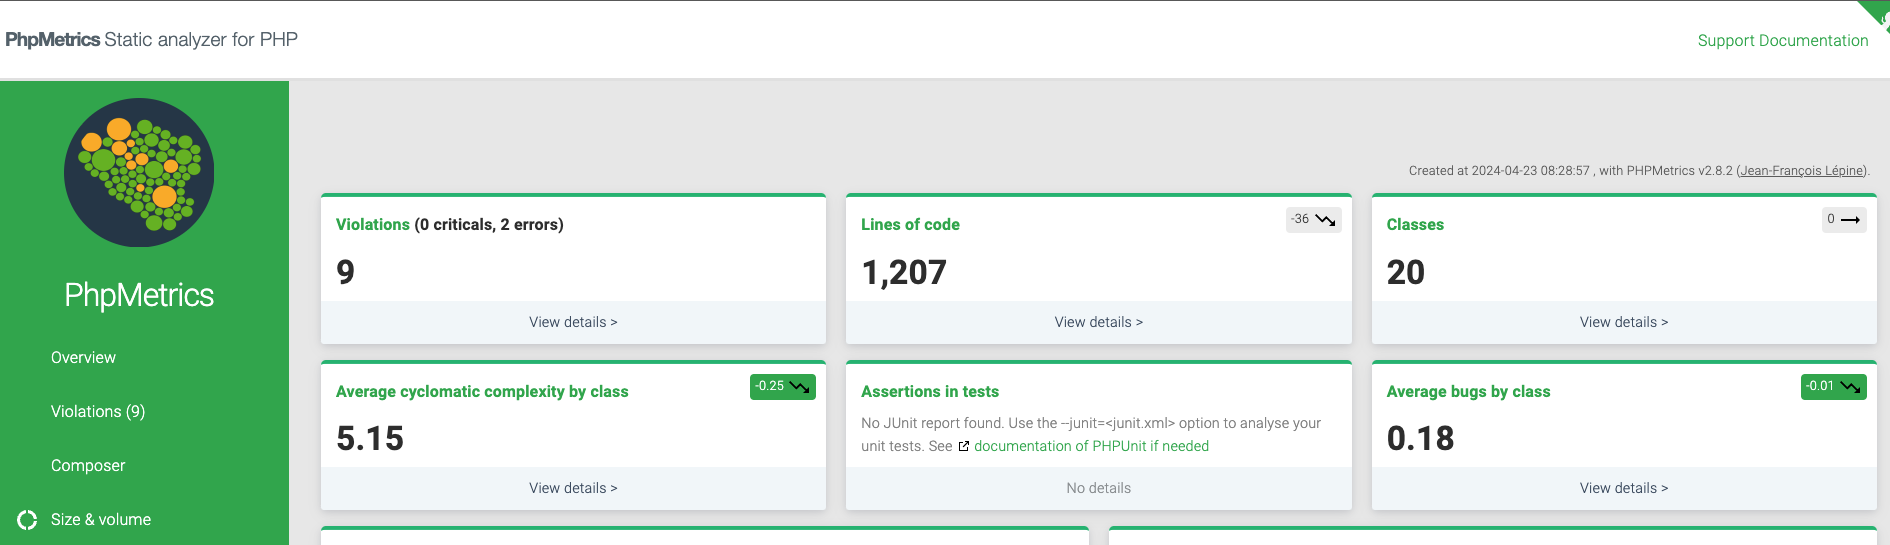 PhpMetrics Static analyzer for PHP
Support Documentation
PhpMetrics
Overview
Violations (9)
Composer
Size & volume
Created at 2024-04-23 08:28:57 , with PHPMetrics v2.8.2 (Jean-François Lépine).
Violations (0 criticals, 2 errors)
9
View details >
Lines of code
-36
1,207
View details >
Classes
0
20
View details >
Average cyclomatic complexity by class
-0.25
5.15
View details >
Assertions in tests
No JUnit report found. Use the --junit=<junit.xml> option to analyse your
unit tests. See documentation of PHPUnit if needed
No details
Average bugs by class
-0.01
0.18
View details >